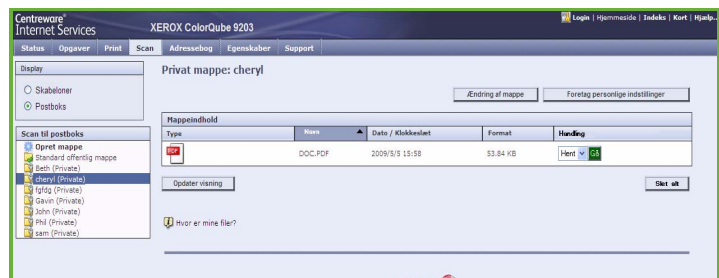 Centreware®
Internet Services
XEROX ColorQube 9203
Login | Hjemmeside | Indeks | Kort | Hjælp..
Status Opgaver Print Scan Adressebog Egenskaber Support
Display
Skabeloner
Postboks
Scan til postboks
Opret mappe
Standard offentlig mappe
Beth (Private)
cheryl (Private)
fgfdg (Private)
Gavin (Private)
John (Private)
Phil (Private)
sam (Private)
Privat mappe: cheryl
Ændring af mappe Foretag personlige indstillinger
Mappeindhold
Type Navn Dato / Klokkeslæt Format Handling
PDF DOC.PDF 2009/5/5 15:58 53.84 KB Hent Gå
Opdater visning Slet alt
Hvor er mine filer?